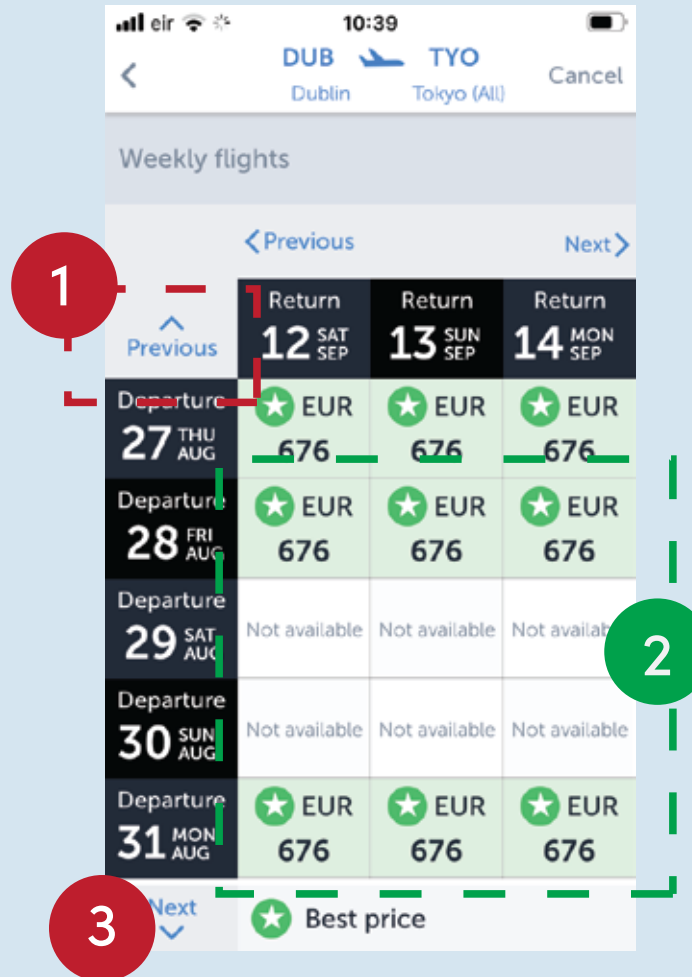 eir 10:39
DUB TYO
Dublin Tokyo (All) Cancel
Weekly flights
Previous Next
1
Previous
Return Return Return
12 SAT SEP 13 SUN SEP 14 MON SEP
Departure
27 THU AUG
EUR EUR EUR
676 676 676
Departure
28 FRI AUG
EUR EUR EUR
676 676 676
Departure
29 SAT AUG
Not available Not available Not available
2
Departure
30 SUN AUG
Not available Not available Not available
Departure
31 MON AUG
EUR EUR EUR
676 676 676
3
Next
Best price